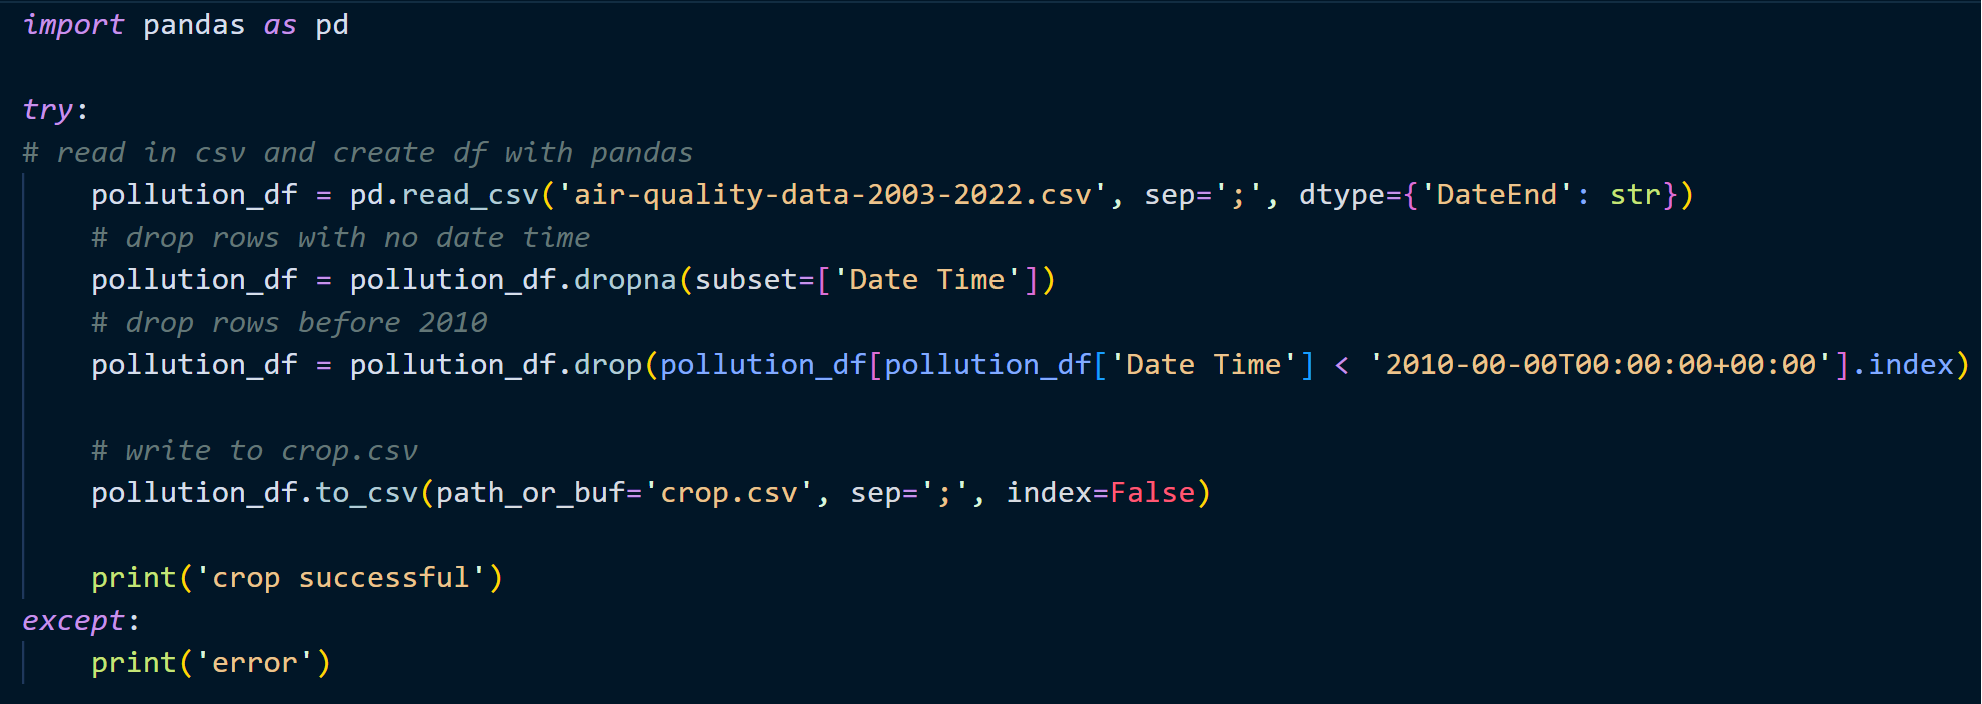 import pandas as pd
try:
# read in csv and create df with pandas
pollution_df = pd.read_csv('air-quality-data-2003-2022.csv', sep=';', dtype={'DateEnd': str})
# drop rows with no date time
pollution_df = pollution_df.dropna(subset=['Date Time'])
# drop rows before 2010
pollution_df = pollution_df.drop(pollution_df[pollution_df['Date Time'] < '2010-00-00T00:00:00+00:00'].index)
# write to crop.csv
pollution_df.to_csv(path_or_buf='crop.csv', sep=';', index=False)
print('crop successful')
except:
print('error')